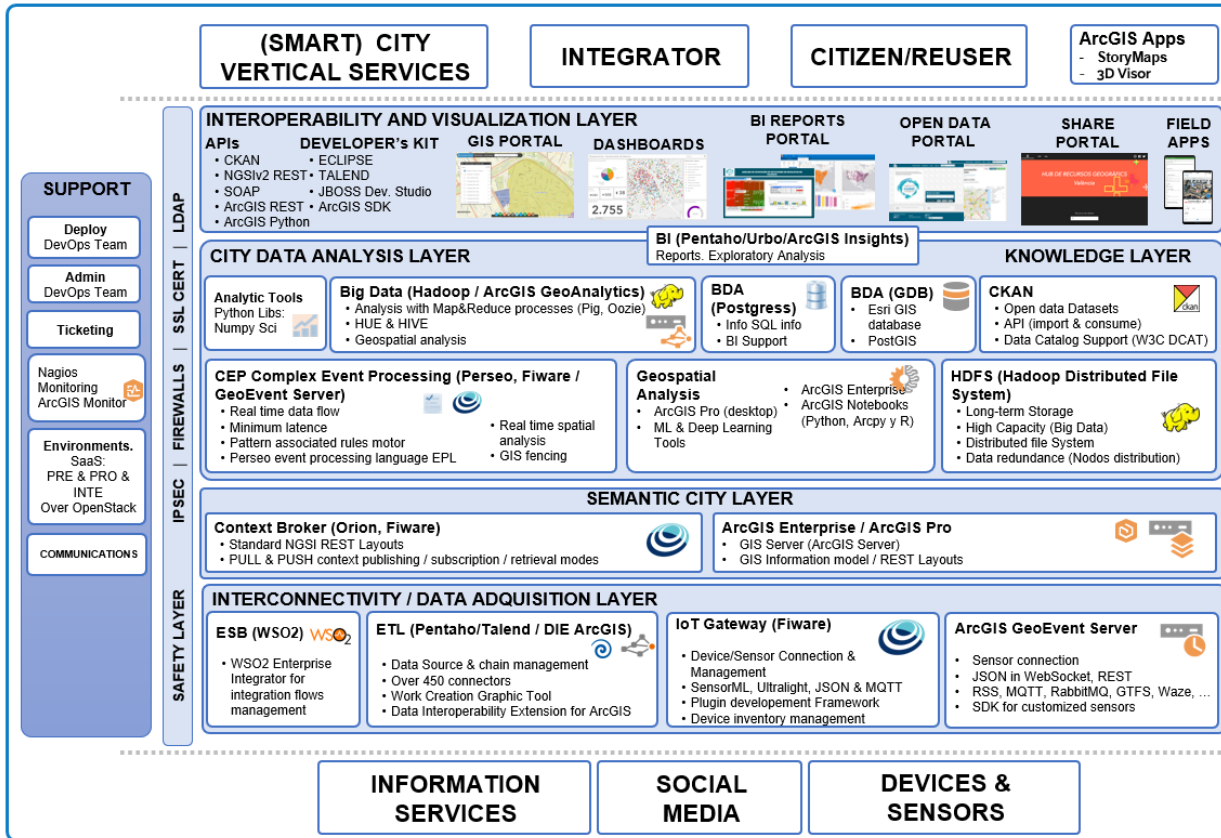 (SMART) CITY
VERTICAL SERVICES
INTEGRATOR
CITIZEN/REUSER
ArcGIS Apps
- StoryMaps
- 3D Visor
SUPPORT
Deploy
DevOps Team
Admin
DevOps Team
Ticketing
Nagios
Monitoring
ArcGIS Monitor
Environments.
SaaS:
PRE & PRO &
INTE
Over OpenStack
COMMUNICATIONS
SAFETY LAYER IPSEC | FIREWALLS | SSL CERT | LDAP
INTEROPERABILITY AND VISUALIZATION LAYER
APIs
• CKAN
• NGSIv2 REST
• SOAP
• ArcGIS REST
• ArcGIS Python
DEVELOPER'S KIT
• ECLIPSE
• TALEND
• JBOSS Dev. Studio
• ArcGIS SDK
GIS PORTAL
DASHBOARDS
2.755
BI REPORTS
PORTAL
OPEN DATA
PORTAL
SHARE
PORTAL
HUB DE RECURSOS GEOGRÀFICS
València
FIELD
APPS
BI (Pentaho/Urbo/ArcGIS Insights)
Reports. Exploratory Analysis
CITY DATA ANALYSIS LAYER
KNOWLEDGE LAYER
Analytic Tools
Python Libs:
Numpy Sci
Big Data (Hadoop / ArcGIS GeoAnalytics)
• Analysis with Map&Reduce processes (Pig, Oozie)
• HUE & HIVE
• Geospatial analysis
BDA
(Postgress)
• Info SQL info
• BI Support
BDA (GDB)
• Esri GIS
database
• PostGIS
CKAN
• Open data Datasets
• API (import & consume)
• Data Catalog Support (W3C DCAT)
ckan
CEP Complex Event Processing (Perseo, Fiware /
GeoEvent Server)
• Real time data flow
• Minimum latence
• Pattern associated rules motor
• Perseo event processing language EPL
• Real time spatial
analysis
• GIS fencing
Geospatial
Analysis
• ArcGIS Pro (desktop)
• ML & Deep Learning
Tools
• ArcGIS Enterprise
• ArcGIS Notebooks
(Python, Arcpy y R)
HDFS (Hadoop Distributed File
System)
• Long-term Storage
• High Capacity (Big Data)
• Distributed file System
• Data redundance (Nodos distribution)
SEMANTIC CITY LAYER
Context Broker (Orion, Fiware)
• Standard NGSI REST Layouts
• PULL & PUSH context publishing / subscription / retrieval modes
ArcGIS Enterprise / ArcGIS Pro
• GIS Server (ArcGIS Server)
• GIS Information model / REST Layouts
INTERCONNECTIVITY / DATA ADQUISITION LAYER
ESB (WSO2)
WSO2
• WSO2 Enterprise
Integrator for
integration flows
management
ETL (Pentaho/Talend / DIE ArcGIS)
• Data Source & chain management
• Over 450 connectors
• Work Creation Graphic Tool
• Data Interoperability Extension for ArcGIS
IoT Gateway (Fiware)
• Device/Sensor Connection &
Management
• SensorML, Ultralight, JSON & MQTT
• Plugin developement Framework
• Device inventory management
ArcGIS GeoEvent Server
• Sensor connection
• JSON in WebSocket, REST
• RSS, MQTT, RabbitMQ, GTFS, Waze, ...
• SDK for customized sensors
INFORMATION
SERVICES
SOCIAL
MEDIA
DEVICES &
SENSORS